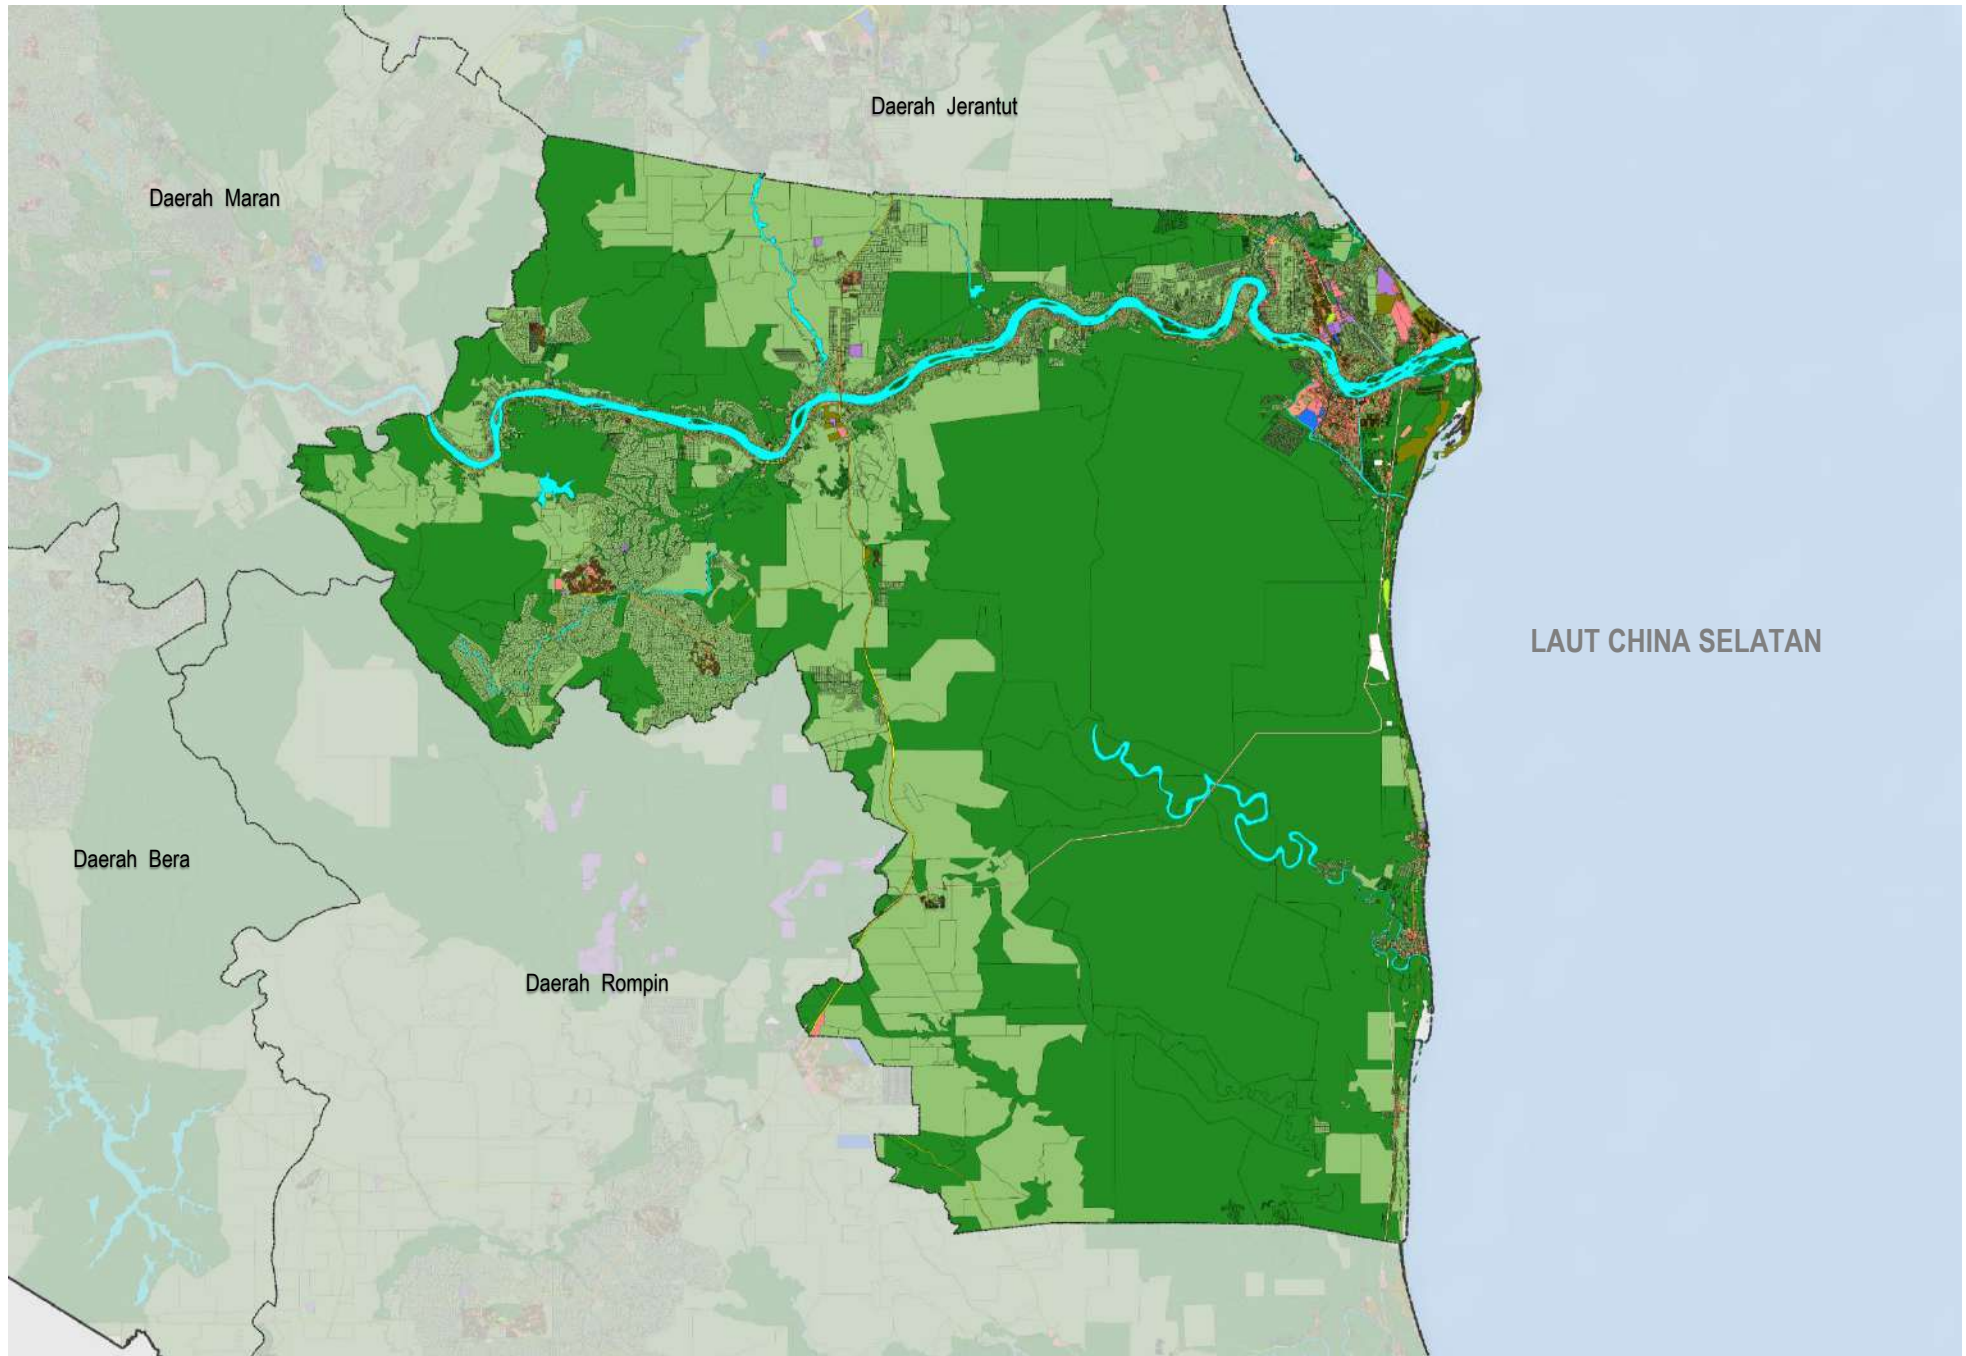 Daerah Jerantut
Daerah Maran
LAUT CHINA SELATAN
Daerah Bera
Daerah Rompin